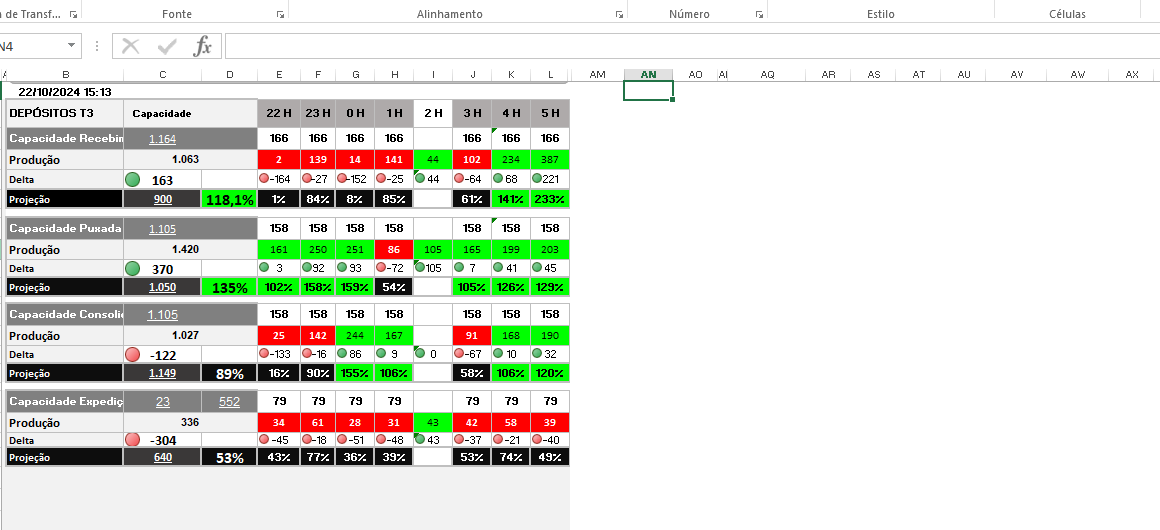 a de Transf... Fonte Alinhamento Número Estilo Células
N4 fx
B C D E F G H I J K L AM AN AO AI AQ AR AS AT AU AV AW AX
22/10/2024 15:13
DEPÓSITOS T3 Capacidade 22 H 23 H 0 H 1 H 2 H 3 H 4 H 5 H
Capacidade Recebin 1.164 166 166 166 166 166 166 166
Produção 1.063 2 139 14 141 44 102 234 387
Delta 163 -164 -27 -152 -25 44 -64 68 221
Projeção 900 118,1% 1% 84% 8% 85% 61% 141% 233%
Capacidade Puxada 1.105 158 158 158 158 158 158 158
Produção 1.420 161 250 251 86 105 165 199 203
Delta 370 3 92 93 -72 105 7 41 45
Projeção 1.050 135% 102% 158% 159% 54% 105% 126% 129%
Capacidade Consolid 1.105 158 158 158 158 158 158 158
Produção 1.027 25 142 244 167 91 168 190
Delta -122 -133 -16 86 9 0 -67 10 32
Projeção 1.149 89% 16% 90% 155% 106% 58% 106% 120%
Capacidade Expediç 23 552 79 79 79 79 79 79 79
Produção 336 34 61 28 31 43 42 58 39
Delta -304 -45 -18 -51 -48 43 -37 -21 -40
Projeção 640 53% 43% 77% 36% 39% 53% 74% 49%